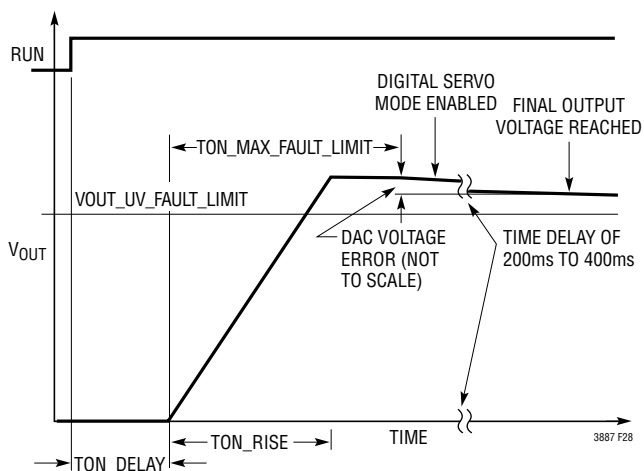 RUN
DIGITAL SERVO
MODE ENABLED
FINAL OUTPUT
VOLTAGE REACHED
TON_MAX_FAULT_LIMIT
VOUT_UV_FAULT_LIMIT
VOUT
DAC VOLTAGE
ERROR (NOT
TO SCALE)
TIME DELAY OF
200ms TO 400ms
TON_RISE
TIME
3887 F28
TON_DELAY